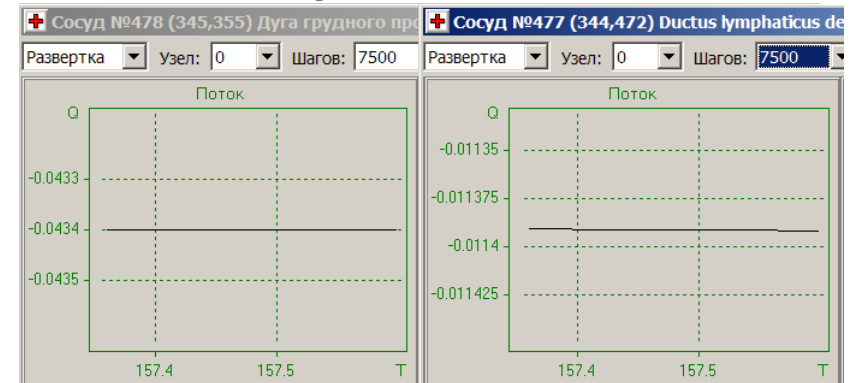 Сосуд №478 (345,355) Дуга грудного про
Развертка Узел: 0 Шагов: 7500
Поток
Q
-0.0433
-0.0434
-0.0435
157.4 157.5 T
Сосуд №477 (344,472) Ductus lymphaticus de
Развертка Узел: 0 Шагов: 7500
Поток
Q
-0.01135
-0.011375
-0.0114
-0.011425
157.4 157.5 T